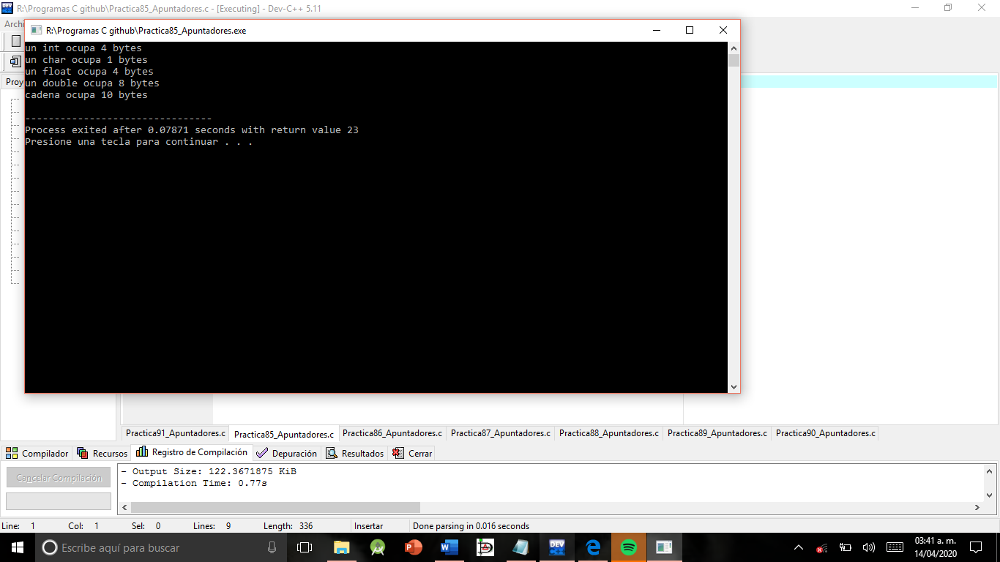 R:\Programas C github\Practica85_Apuntadores.c - [Executing] - Dev-C++ 5.11
Archi
R:\Programas C github\Practica85_Apuntadores.exe
Proy
un int ocupa 4 bytes
un char ocupa 1 bytes
un float ocupa 4 bytes
un double ocupa 8 bytes
cadena ocupa 10 bytes
--------------------------------
Process exited after 0.07871 seconds with return value 23
Presione una tecla para continuar . . .
Practica91_Apuntadores.c Practica85_Apuntadores.c Practica86_Apuntadores.c Practica87_Apuntadores.c Practica88_Apuntadores.c Practica89_Apuntadores.c Practica90_Apuntadores.c
Compilador Recursos Registro de Compilación Depuración Resultados Cerrar
Cancelar Compilación
- Output Size: 122.3671875 KiB
- Compilation Time: 0.77s
Line: 1 Col: 1 Sel: 0 Lines: 9 Length: 336 Insertar Done parsing in 0.016 seconds
Escribe aquí para buscar
DEV
03:41 a. m.
14/04/2020